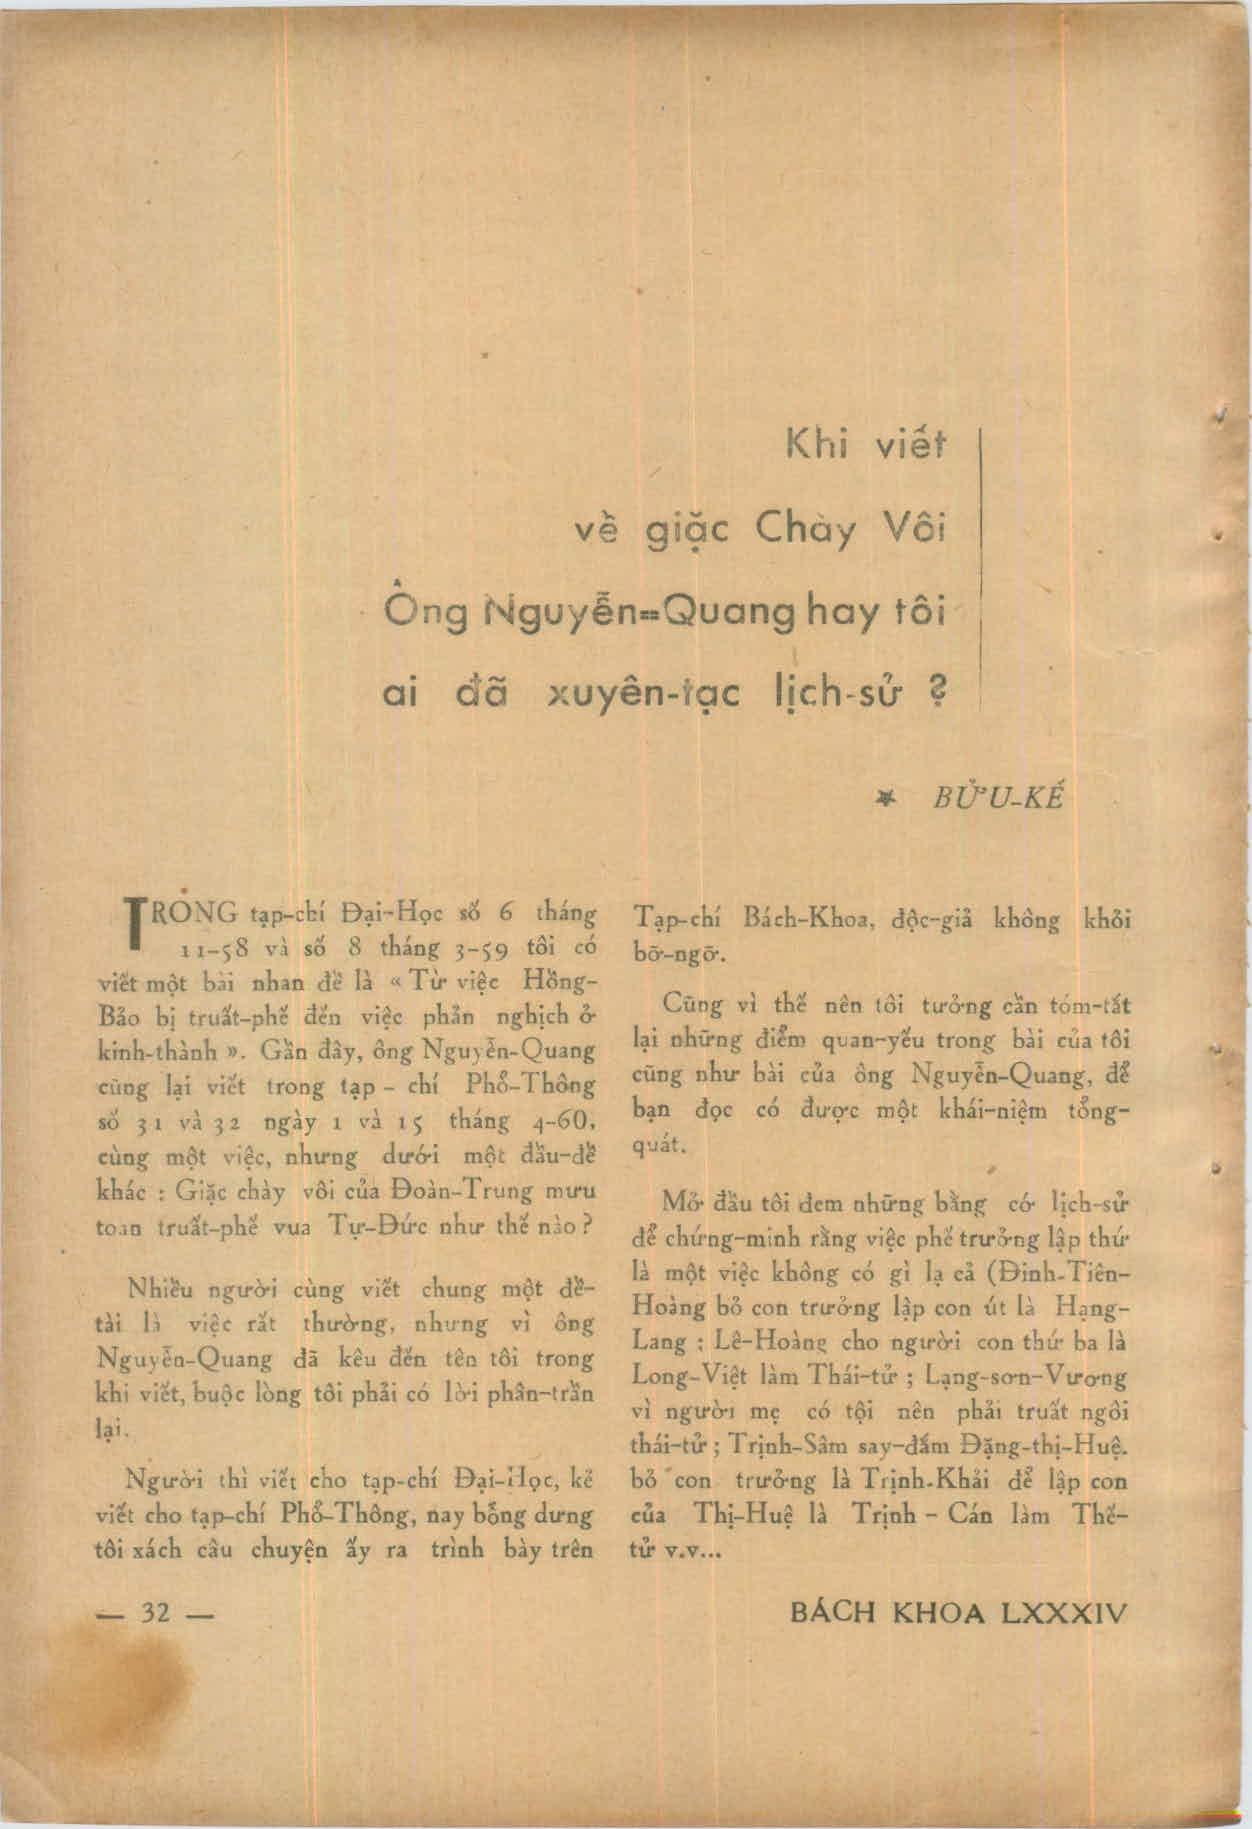 Khi viết
về giặc Chày Vôi
Ông Nguyễn=Quang hay tôi
ai đã xuyên-tạc lịch-sử ?
* BỬU-KẾ
TRONG tạp-chí Đại-Học số 6 tháng
11-58 và số 8 tháng 3-59 tôi có
viết một bài nhan đề là « Từ việc Hồng-
Bảo bị truất-phế đến việc phản nghịch ở
kinh-thành ». Gần đây, ông Nguyễn-Quang
cũng lại viết trong tạp - chí Phổ-Thông
số 31 và 32 ngày 1 và 15 tháng 4-60,
cùng một việc, nhưng dưới một đầu-đề
khác : Giặc chày vôi của Đoàn-Trung mưu
toan truất-phế vua Tự-Đức như thế nào ?
Nhiều người cùng viết chung một đề-
tài là việc rất thường, nhưng vì ông
Nguyễn-Quang đã kêu đến tên tôi trong
khi viết, buộc lòng tôi phải có lời phân-trần
lại.
Người thì viết cho tạp-chí Đại-Học, kẻ
viết cho tạp-chí Phổ-Thông, nay bỗng dưng
tôi xách câu chuyện ấy ra trình bày trên
Tạp-chí Bách-Khoa, độc-giả không khỏi
bỡ-ngỡ.
Cũng vì thế nên tôi tưởng cần tóm-tắt
lại những điểm quan-yếu trong bài của tôi
cũng như bài của ông Nguyễn-Quang, để
bạn đọc có được một khái-niệm tổng-
quát.
Mở đầu tôi đem những bằng cớ lịch-sử
để chứng-minh rằng việc phế trưởng lập thứ
là một việc không có gì lạ cả (Đinh-Tiên-
Hoàng bỏ con trưởng lập con út là Hạng-
Lang ; Lê-Hoàng cho người con thứ ba là
Long-Việt làm Thái-tử ; Lạng-sơn-Vương
vì người mẹ có tội nên phải truất ngôi
thái-tử ; Trịnh-Sâm say-đắm Đặng-thị-Huệ.
bỏ con trưởng là Trịnh-Khải để lập con
của Thị-Huệ là Trịnh - Cán làm Thế-
tử v.v...
— 32 —
BÁCH KHOA LXXXIV